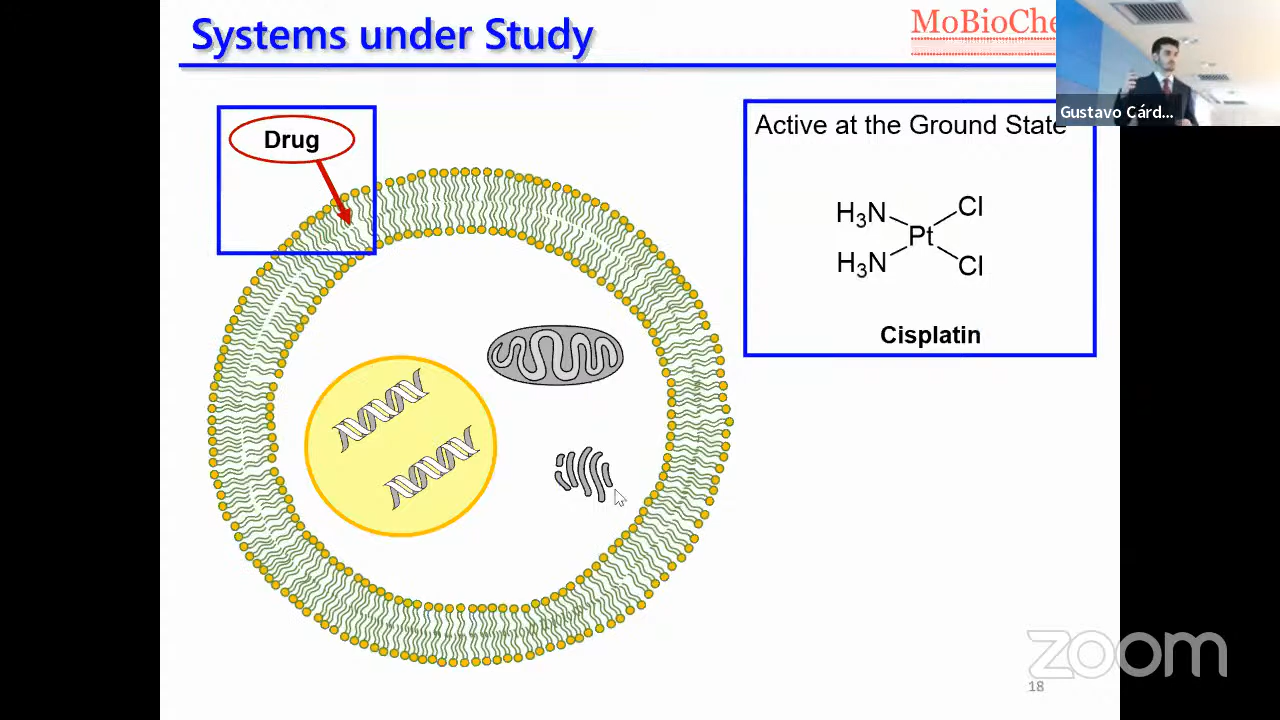 Systems under Study
MoBioChe
Gustavo Cárd...
Drug
Active at the Ground State
H₃N
Cl
Pt
H₃N
Cl
Cisplatin
zoom
18